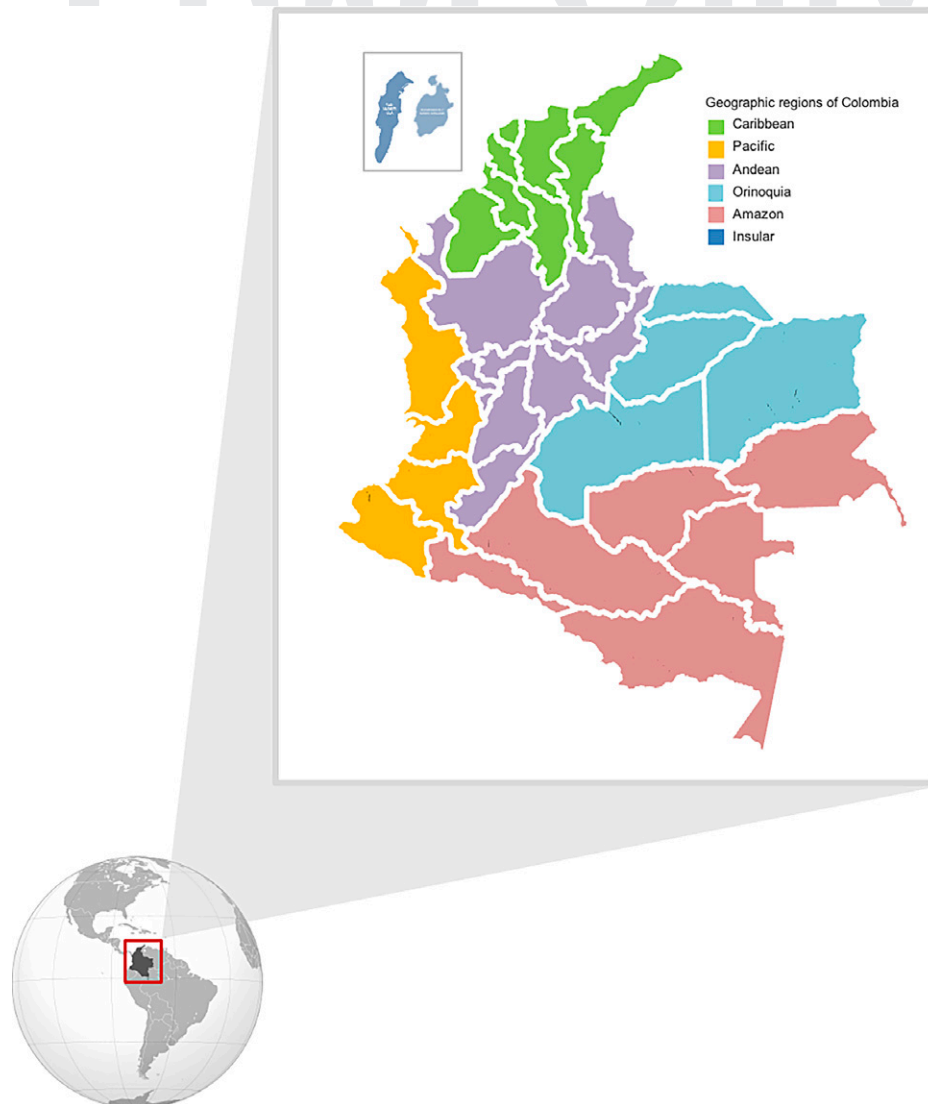 Geographic regions of Colombia
Caribbean
Pacific
Andean
Orinoquia
Amazon
Insular